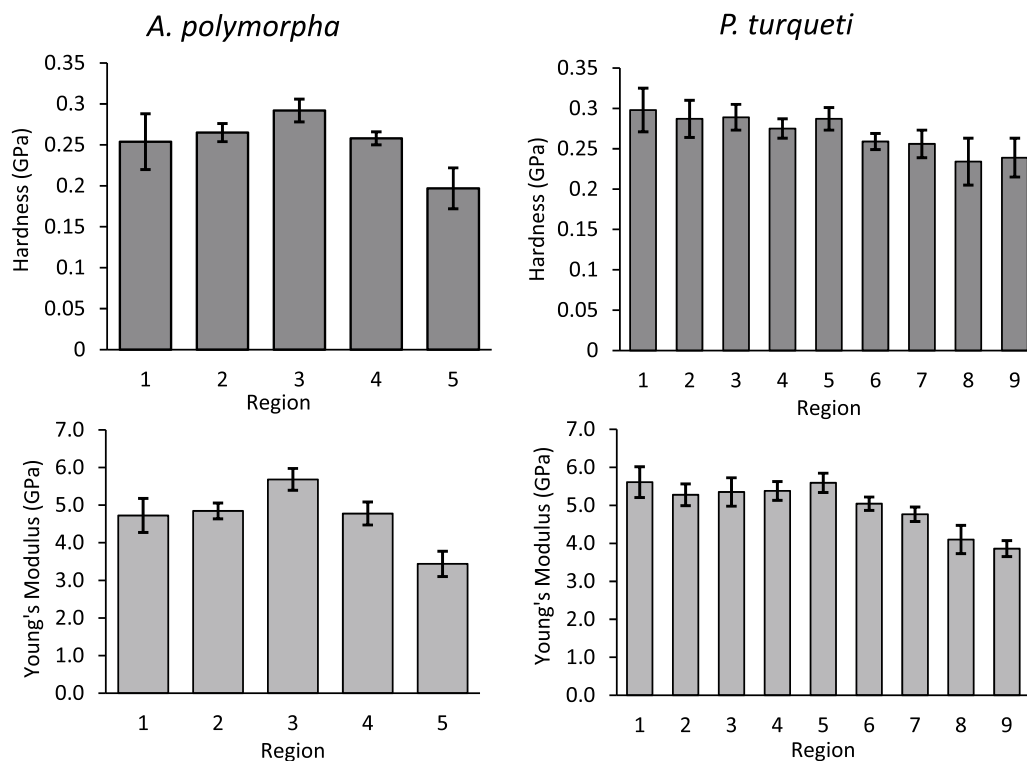 A. polymorpha
0.35
0.3
0.25
0.2
0.15
0.1
0.05
0
Hardness (GPa)
1 2 3 4 5
Region
P. turqueti
0.35
0.3
0.25
0.2
0.15
0.1
0.05
0
Hardness (GPa)
1 2 3 4 5 6 7 8 9
Region
7.0
6.0
5.0
4.0
3.0
2.0
1.0
0.0
Young's Modulus (GPa)
1 2 3 4 5
Region
7.0
6.0
5.0
4.0
3.0
2.0
1.0
0.0
Young's Modulus (GPa)
1 2 3 4 5 6 7 8 9
Region